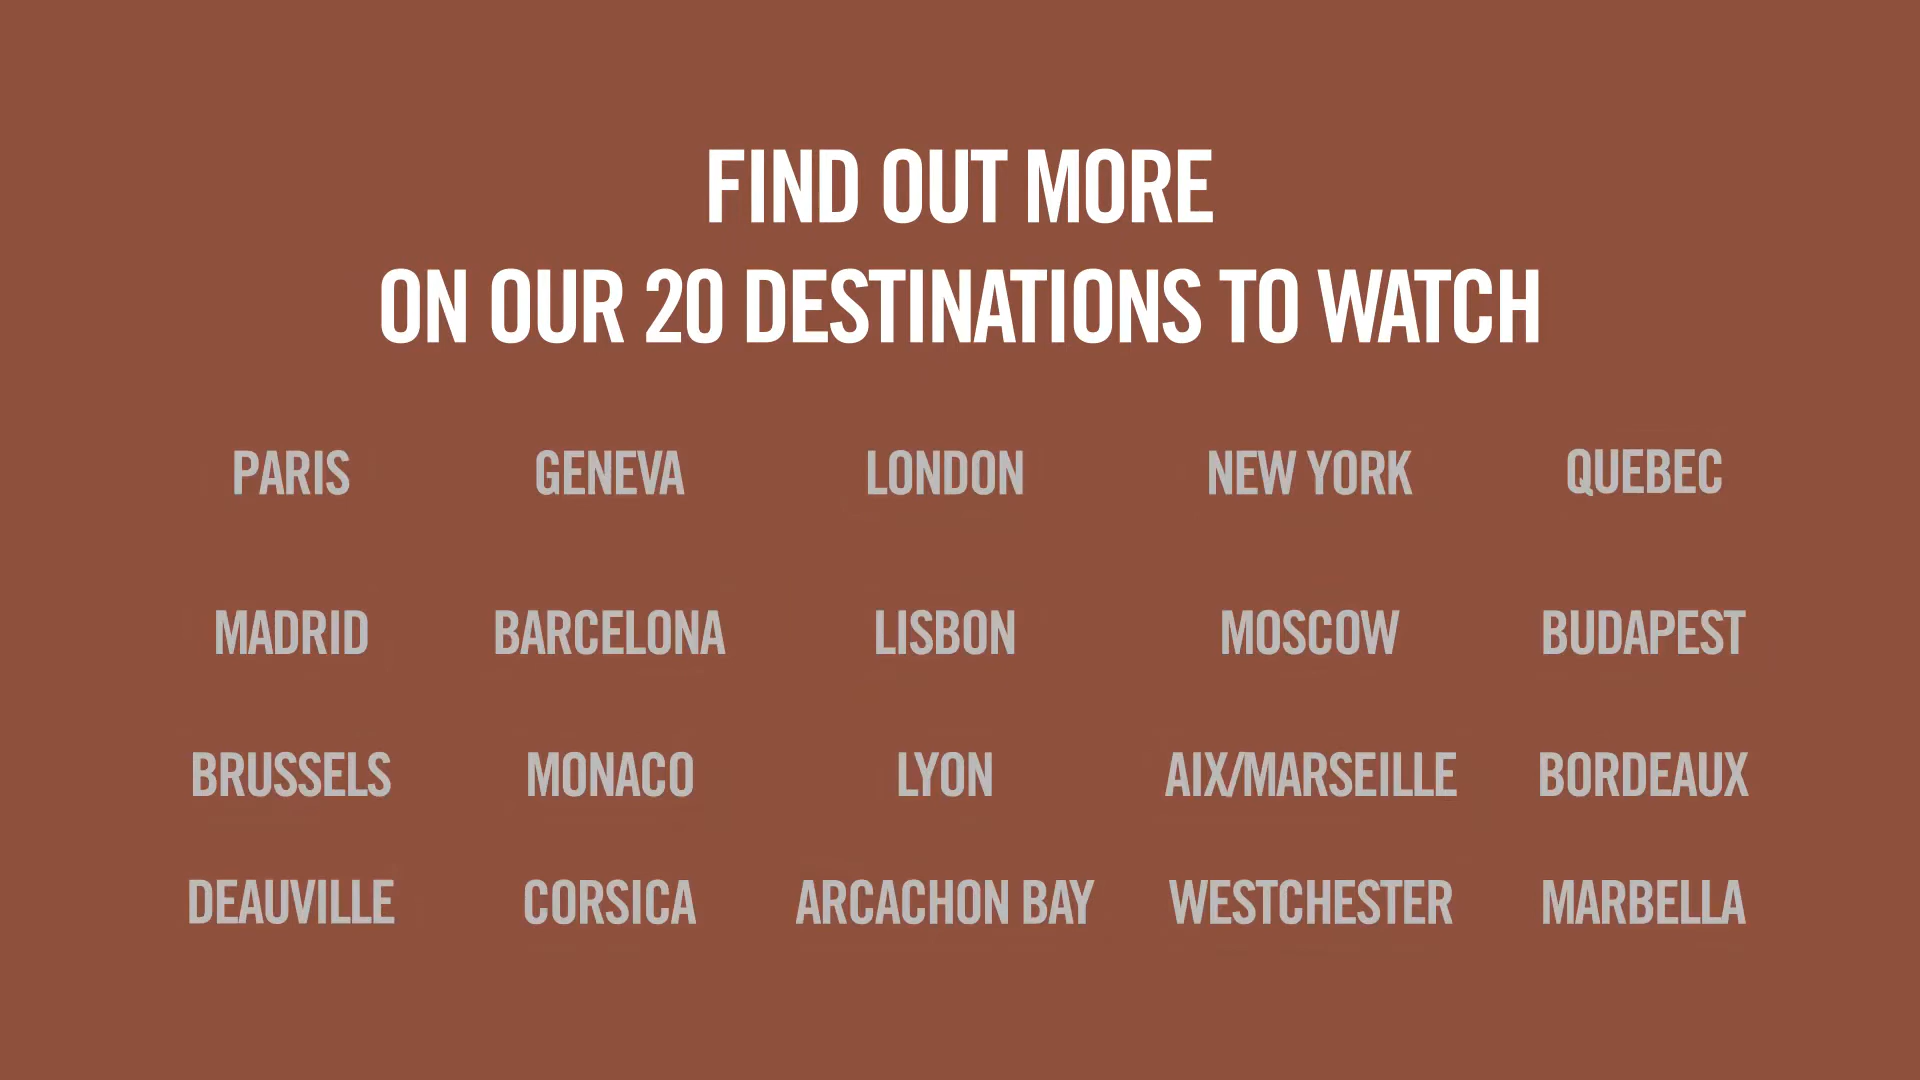 FIND OUT MORE
ON OUR 20 DESTINATIONS TO WATCH
PARIS GENEVA LONDON NEW YORK QUEBEC
MADRID BARCELONA LISBON MOSCOW BUDAPEST
BRUSSELS MONACO LYON AIX/MARSEILLE BORDEAUX
DEAUVILLE CORSICA ARCACHON BAY WESTCHESTER MARBELLA